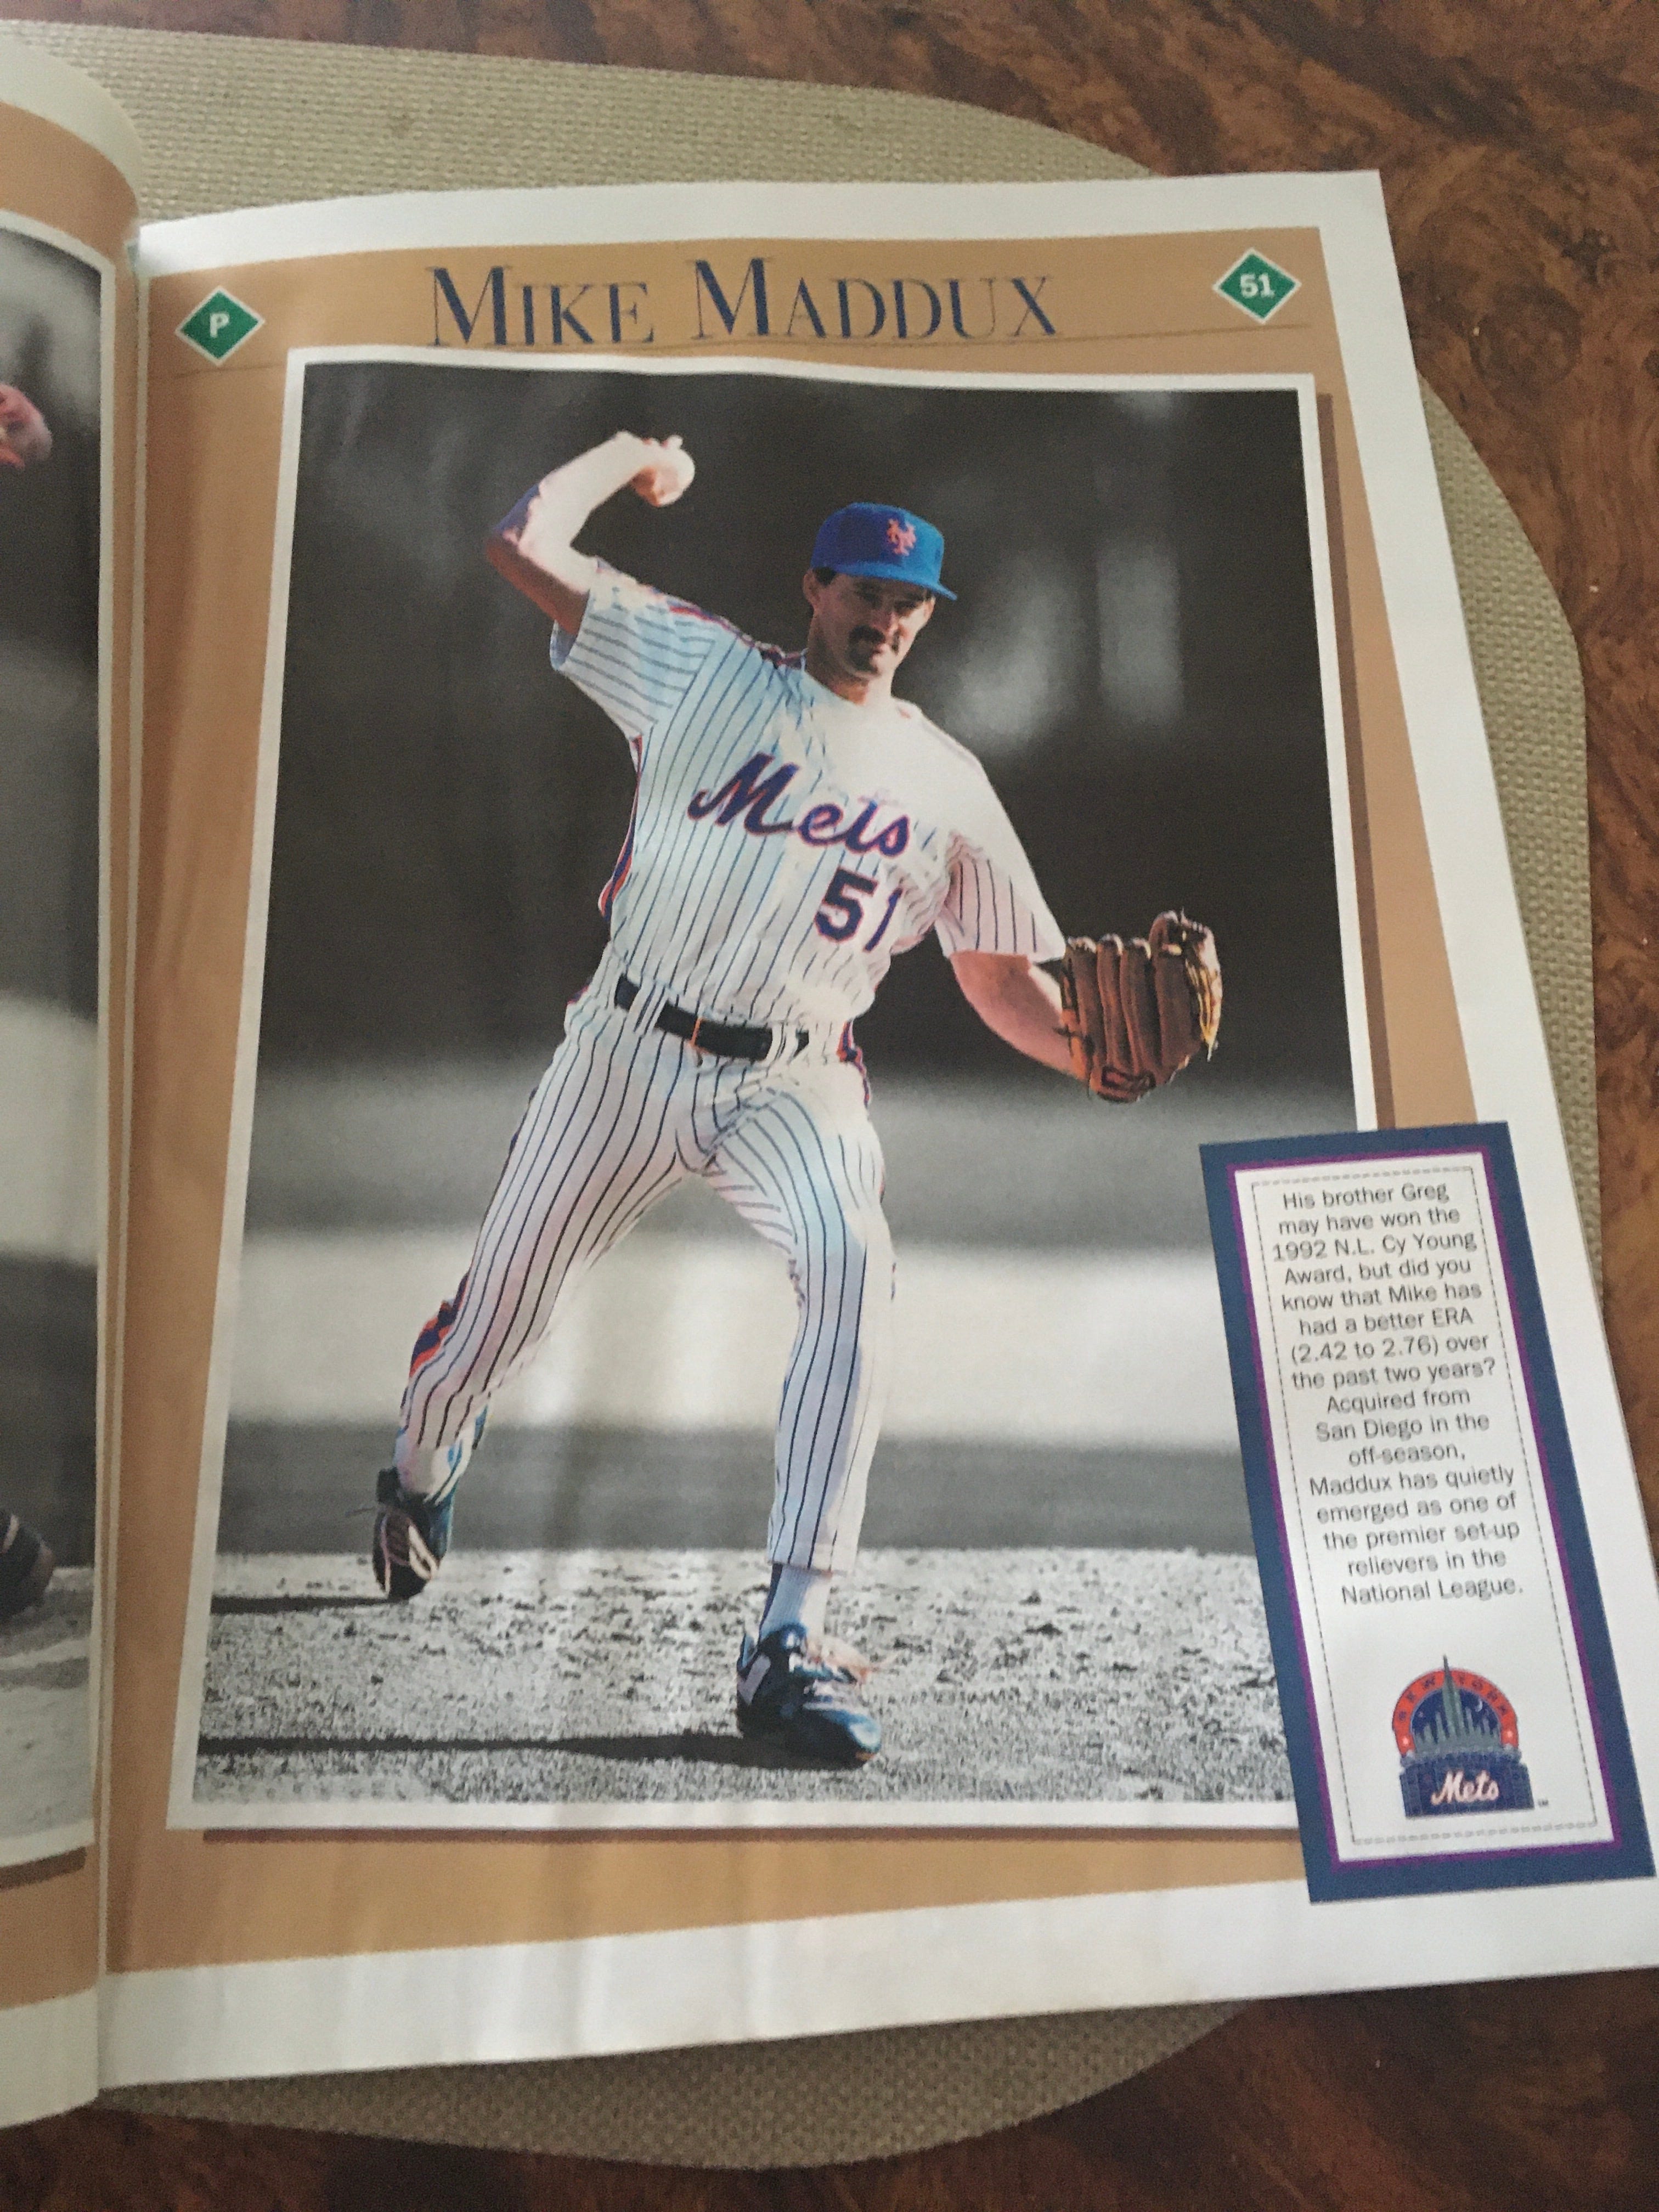 P
MIKE MADDUX
51
Mets
51
His brother Greg
may have won the
1992 N.L. Cy Young
Award, but did you
know that Mike has
had a better ERA
(2.42 to 2.76) over
the past two years?
Acquired from
San Diego in the
off-season,
Maddux has quietly
emerged as one of
the premier set-up
relievers in the
National League.
NEW YORK
Mets